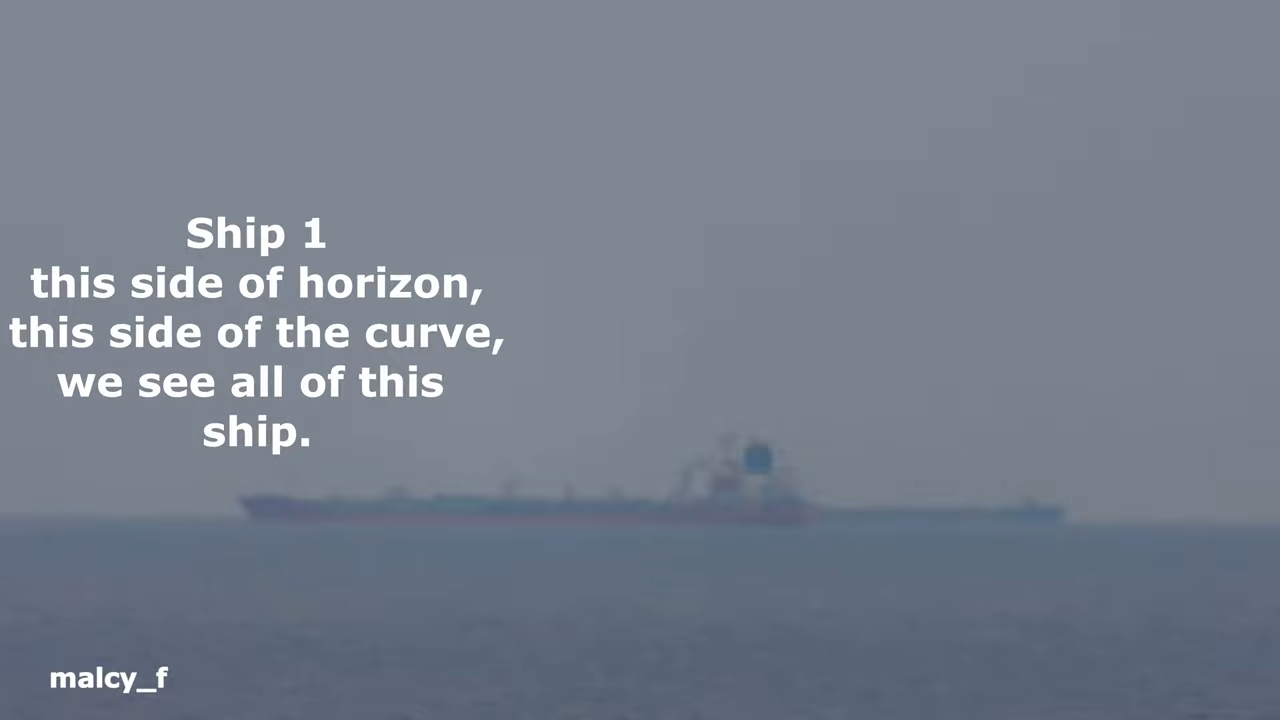 Ship 1
this side of horizon,
this side of the curve,
we see all of this
ship.
malcy_f